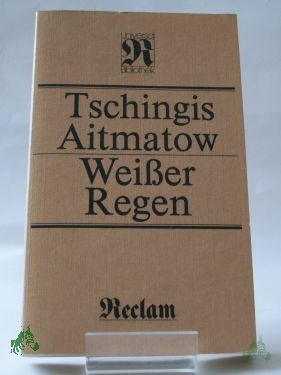 Universal
R
Bibliothek
Tschingis
Aitmatow
Weißer
Regen
Reclam